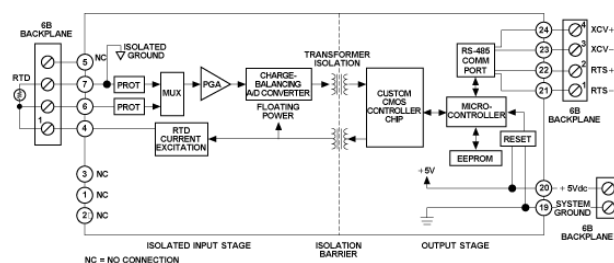 6B
BACKPLANE
RTD
1
5
NC
7
6
4
3
NC
1
NC
2
NC
ISOLATED
GROUND
PROT
PROT
MUX
PGA
CHARGE-
BALANCING
A/D CONVERTER
FLOATING
POWER
RTD
CURRENT
EXCITATION
TRANSFORMER
ISOLATION
CUSTOM
CMOS
CONTROLLER
CHIP
RS-485
COMM
PORT
MICRO-
CONTROLLER
RESET
EEPROM
+5V
24
XCV+
4
23
XCV–
3
22
RTS+
2
21
RTS–
1
6B
BACKPLANE
20
+ 5Vdc
19
SYSTEM
GROUND
6B
BACKPLANE
ISOLATED INPUT STAGE
ISOLATION
BARRIER
OUTPUT STAGE
NC = NO CONNECTION